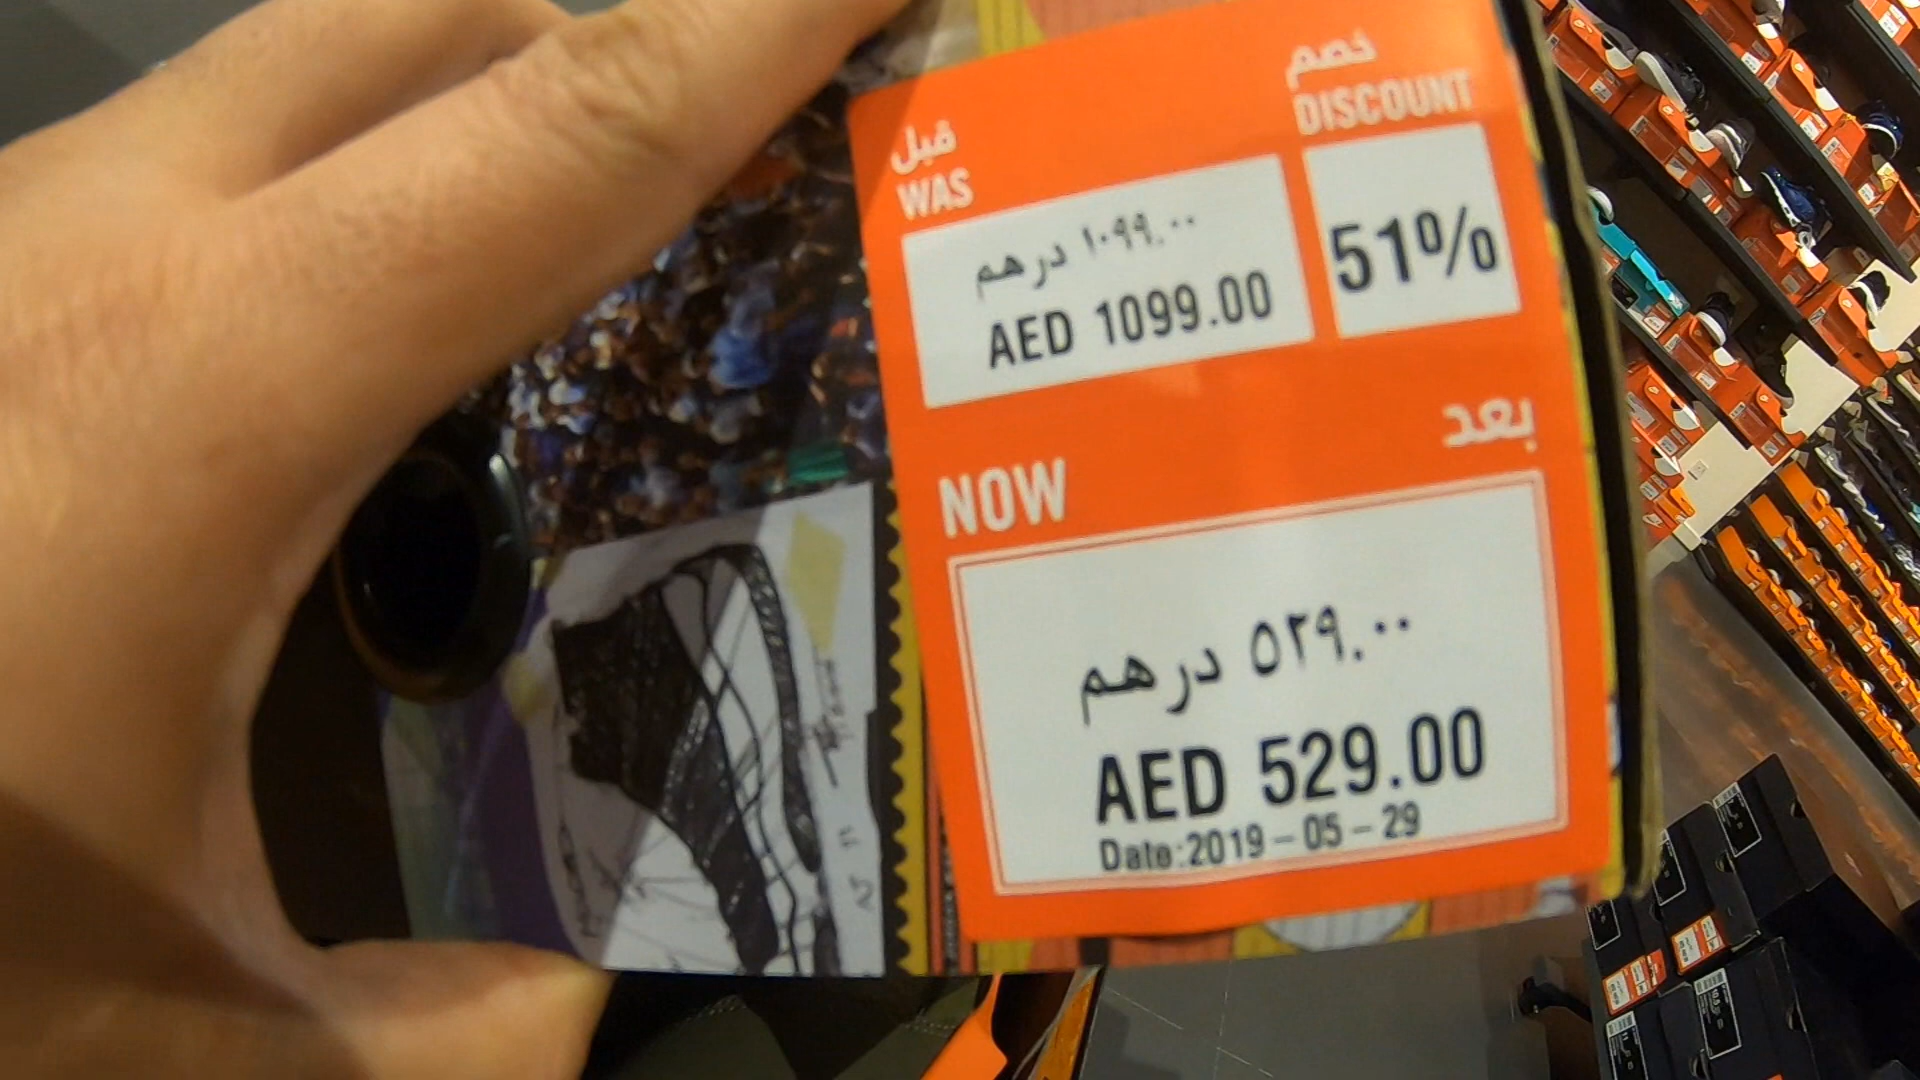 خصم
DISCOUNT
قبل
WAS
١٠٩٩.٠٠ درهم
AED 1099.00
51%
بعد
NOW
٥٢٩.٠٠ درهم
AED 529.00
Date:2019-05-29